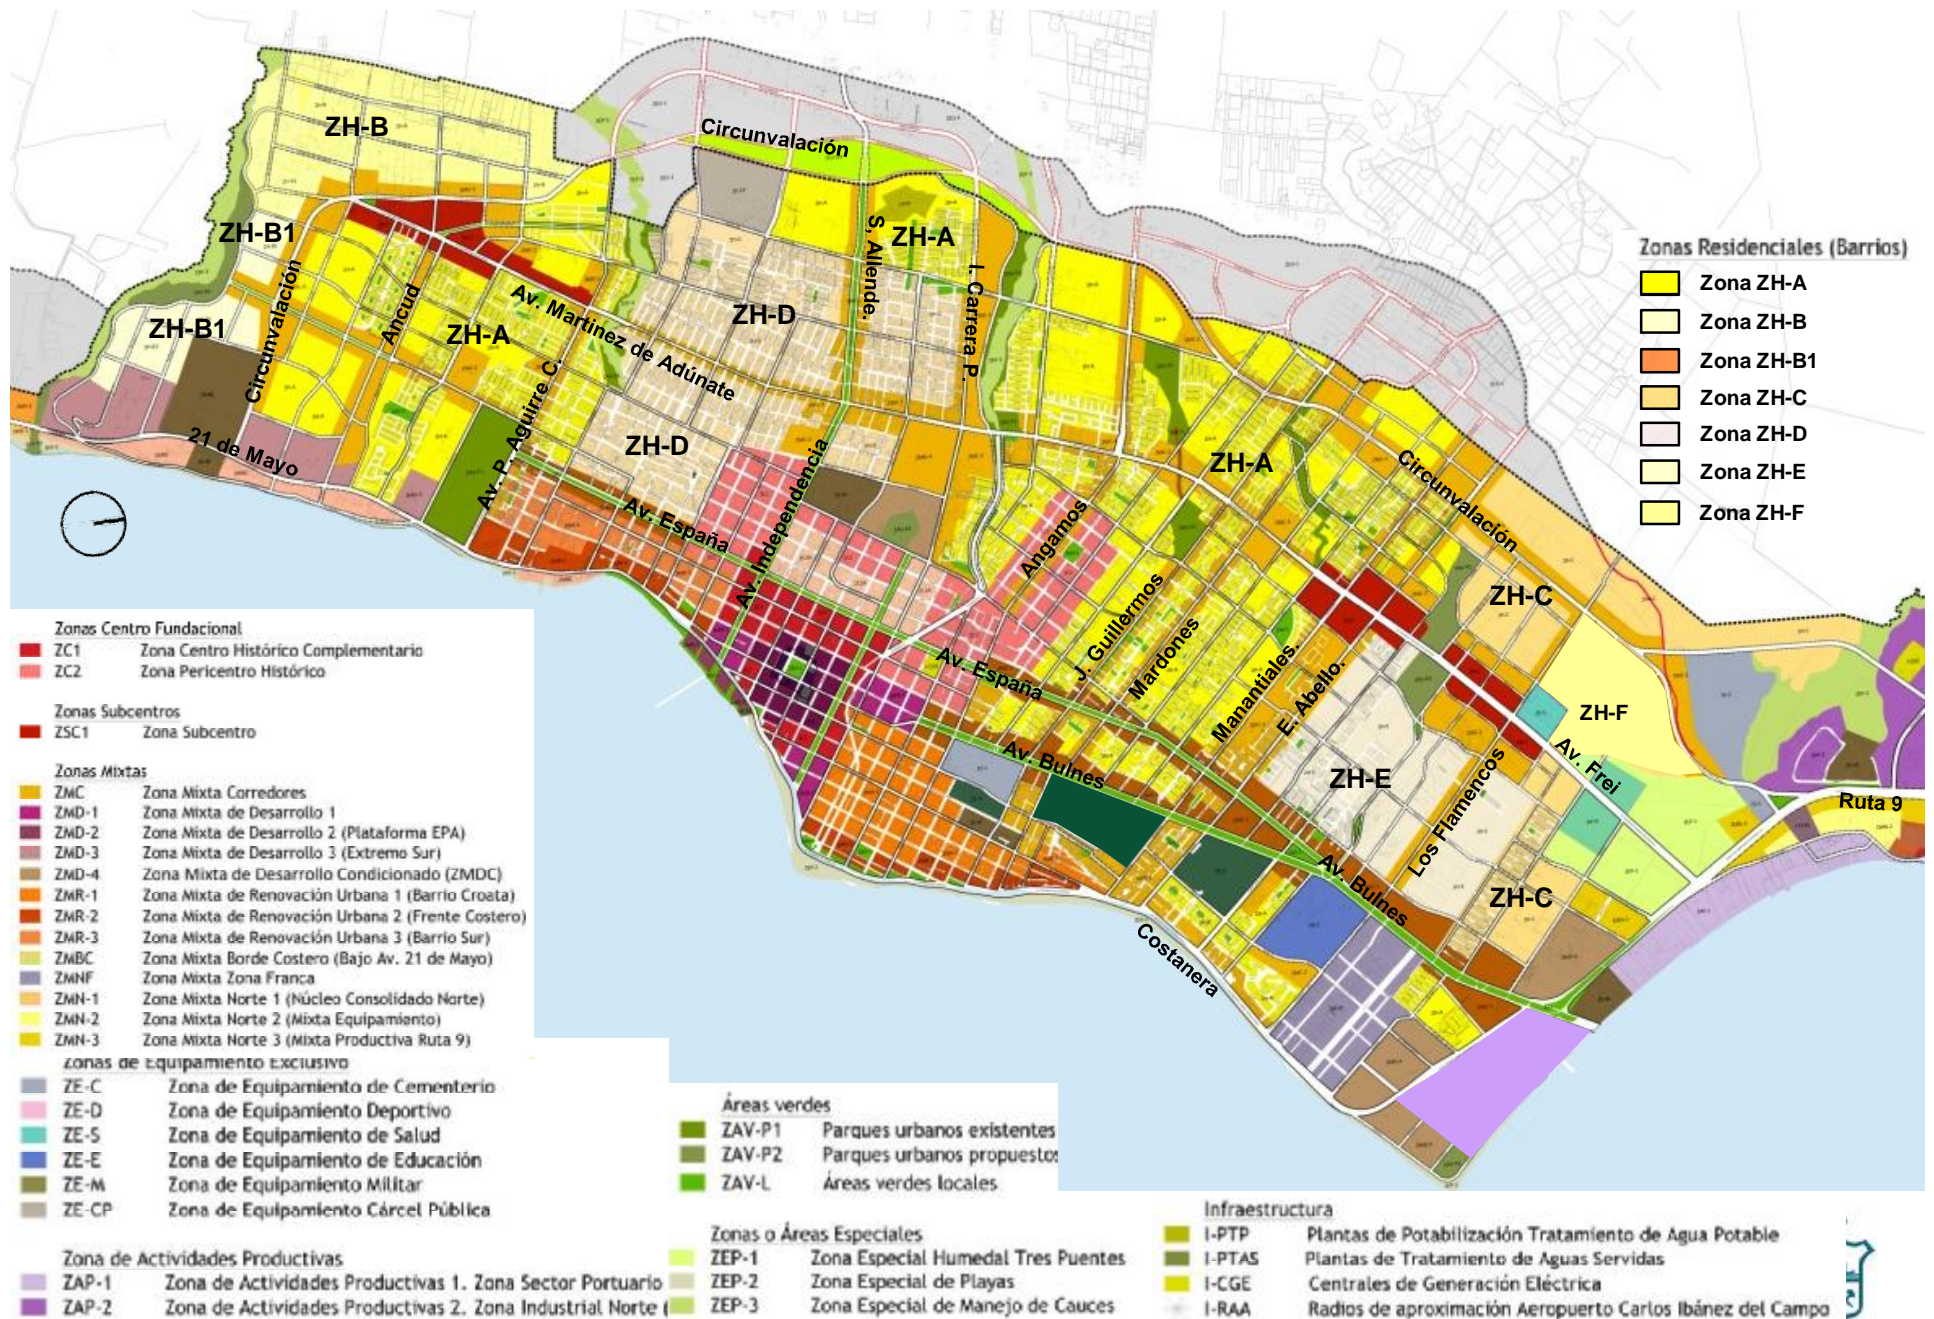 ZH-B
Circunvalación
ZH-B1
S, Allende.
ZH-A
Circunvalación
Ancud
I. Carrera P.
ZH-B1
ZH-A
Av. Martinez de Adúnate
ZH-D
Av. P. Aguirre C.
21 de Mayo
ZH-D
Av. España
Av. Independencia
ZH-A
Circunvalación
Angamos
ZH-C
J. Guillermos
Mardones
Av. España
Manantiales.
E. Abello.
ZH-F
Av. Frei
Av. Bulnes
ZH-E
Los Flamencos
Ruta 9
Av. Bulnes
ZH-C
Costanera
Zonas Residenciales (Barrios)
Zona ZH-A
Zona ZH-B
Zona ZH-B1
Zona ZH-C
Zona ZH-D
Zona ZH-E
Zona ZH-F
Zonas Centro Fundacional
ZC1 Zona Centro Histórico Complementario
ZC2 Zona Pericentro Histórico
Zonas Subcentros
ZSC1 Zona Subcentro
Zonas Mixtas
ZMC Zona Mixta Corredores
ZMD-1 Zona Mixta de Desarrollo 1
ZMD-2 Zona Mixta de Desarrollo 2 (Plataforma EPA)
ZMD-3 Zona Mixta de Desarrollo 3 (Extremo Sur)
ZMD-4 Zona Mixta de Desarrollo Condicionado (ZMDC)
ZMR-1 Zona Mixta de Renovación Urbana 1 (Barrio Croata)
ZMR-2 Zona Mixta de Renovación Urbana 2 (Frente Costero)
ZMR-3 Zona Mixta de Renovación Urbana 3 (Barrio Sur)
ZMBC Zona Mixta Borde Costero (Bajo Av. 21 de Mayo)
ZMNF Zona Mixta Zona Franca
ZMN-1 Zona Mixta Norte 1 (Núcleo Consolidado Norte)
ZMN-2 Zona Mixta Norte 2 (Mixta Equipamiento)
ZMN-3 Zona Mixta Norte 3 (Mixta Productiva Ruta 9)
Zonas de Equipamiento Exclusivo
ZE-C Zona de Equipamiento de Cementerio
ZE-D Zona de Equipamiento Deportivo
ZE-S Zona de Equipamiento de Salud
ZE-E Zona de Equipamiento de Educación
ZE-M Zona de Equipamiento Militar
ZE-CP Zona de Equipamiento Cárcel Pública
Zona de Actividades Productivas
ZAP-1 Zona de Actividades Productivas 1. Zona Sector Portuario
ZAP-2 Zona de Actividades Productivas 2. Zona Industrial Norte (
Áreas verdes
ZAV-P1 Parques urbanos existentes
ZAV-P2 Parques urbanos propuestos
ZAV-L Áreas verdes locales
Zonas o Áreas Especiales
ZEP-1 Zona Especial Humedal Tres Puentes
ZEP-2 Zona Especial de Playas
ZEP-3 Zona Especial de Manejo de Cauces
Infraestructura
I-PTP Plantas de Potabilización Tratamiento de Agua Potable
I-PTAS Plantas de Tratamiento de Aguas Servidas
I-CGE Centrales de Generación Eléctrica
I-RAA Radios de aproximación Aeropuerto Carlos Ibánez del Campo